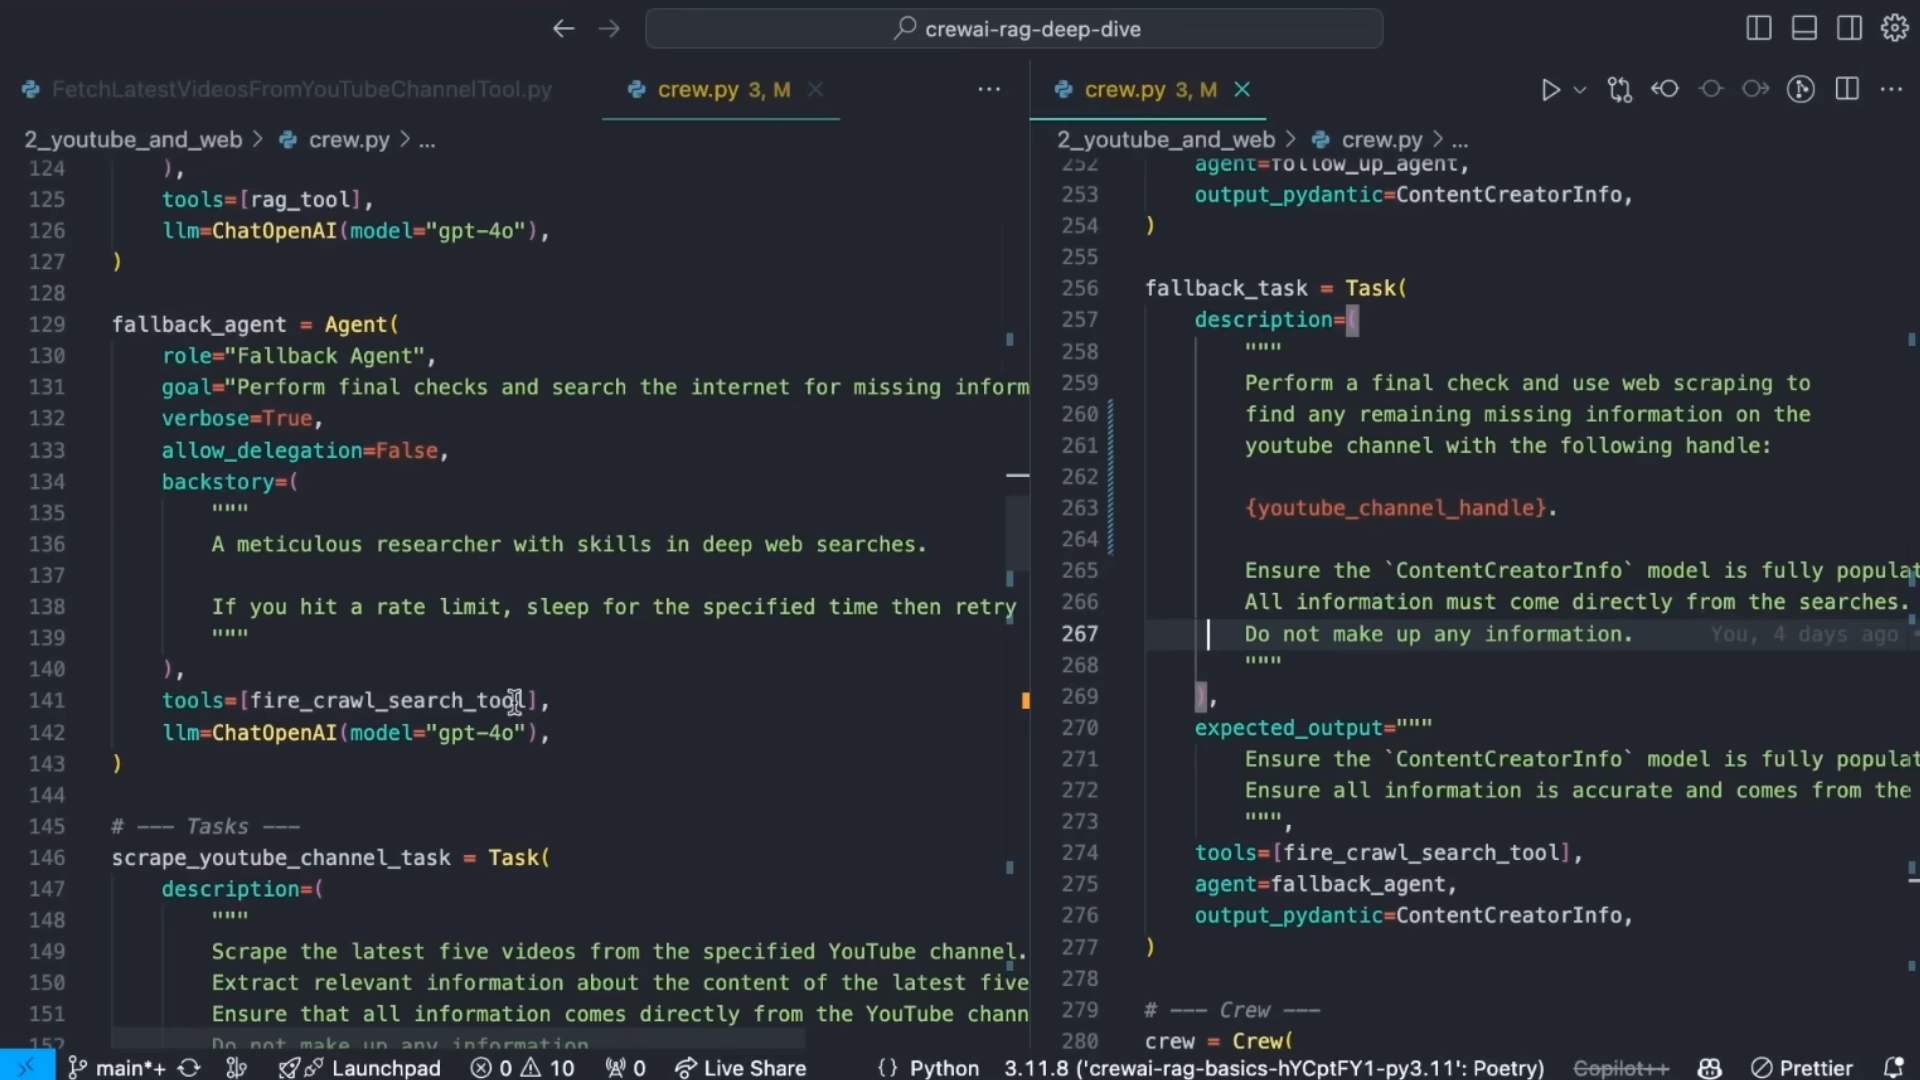 crewai-rag-deep-dive
FetchLatestVideosFromYouTubeChannelTool.py
crew.py 3, M
2_youtube_and_web > crew.py > ...
124 ),
125 tools=[rag_tool],
126 llm=ChatOpenAI(model="gpt-4o"),
127 )
128
129 fallback_agent = Agent(
130 role="Fallback Agent",
131 goal="Perform final checks and search the internet for missing inform
132 verbose=True,
133 allow_delegation=False,
134 backstory=(
135 """
136 A meticulous researcher with skills in deep web searches.
137
138 If you hit a rate limit, sleep for the specified time then retry
139 """
140 ),
141 tools=[fire_crawl_search_tool],
142 llm=ChatOpenAI(model="gpt-4o"),
143 )
144
145 # --- Tasks ---
146 scrape_youtube_channel_task = Task(
147 description=(
148 """
149 Scrape the latest five videos from the specified YouTube channel.
150 Extract relevant information about the content of the latest five
151 Ensure that all information comes directly from the YouTube chann
152 Do not make up any information
crew.py 3, M
2_youtube_and_web > crew.py > ...
252 agent=follow_up_agent,
253 output_pydantic=ContentCreatorInfo,
254 )
255
256 fallback_task = Task(
257 description=(
258 """
259 Perform a final check and use web scraping to
260 find any remaining missing information on the
261 youtube channel with the following handle:
262
263 {youtube_channel_handle}.
264
265 Ensure the `ContentCreatorInfo` model is fully populat
266 All information must come directly from the searches.
267 Do not make up any information. You, 4 days ago
268 """
269 ),
270 expected_output="""
271 Ensure the `ContentCreatorInfo` model is fully populat
272 Ensure all information is accurate and comes from the
273 """,
274 tools=[fire_crawl_search_tool],
275 agent=fallback_agent,
276 output_pydantic=ContentCreatorInfo,
277 )
278
279 # --- Crew ---
280 crew = Crew(
main*+ Launchpad 0 10 0 Live Share {} Python 3.11.8 ('crewai-rag-basics-hYCptFY1-py3.11': Poetry) Copilot++ Prettier